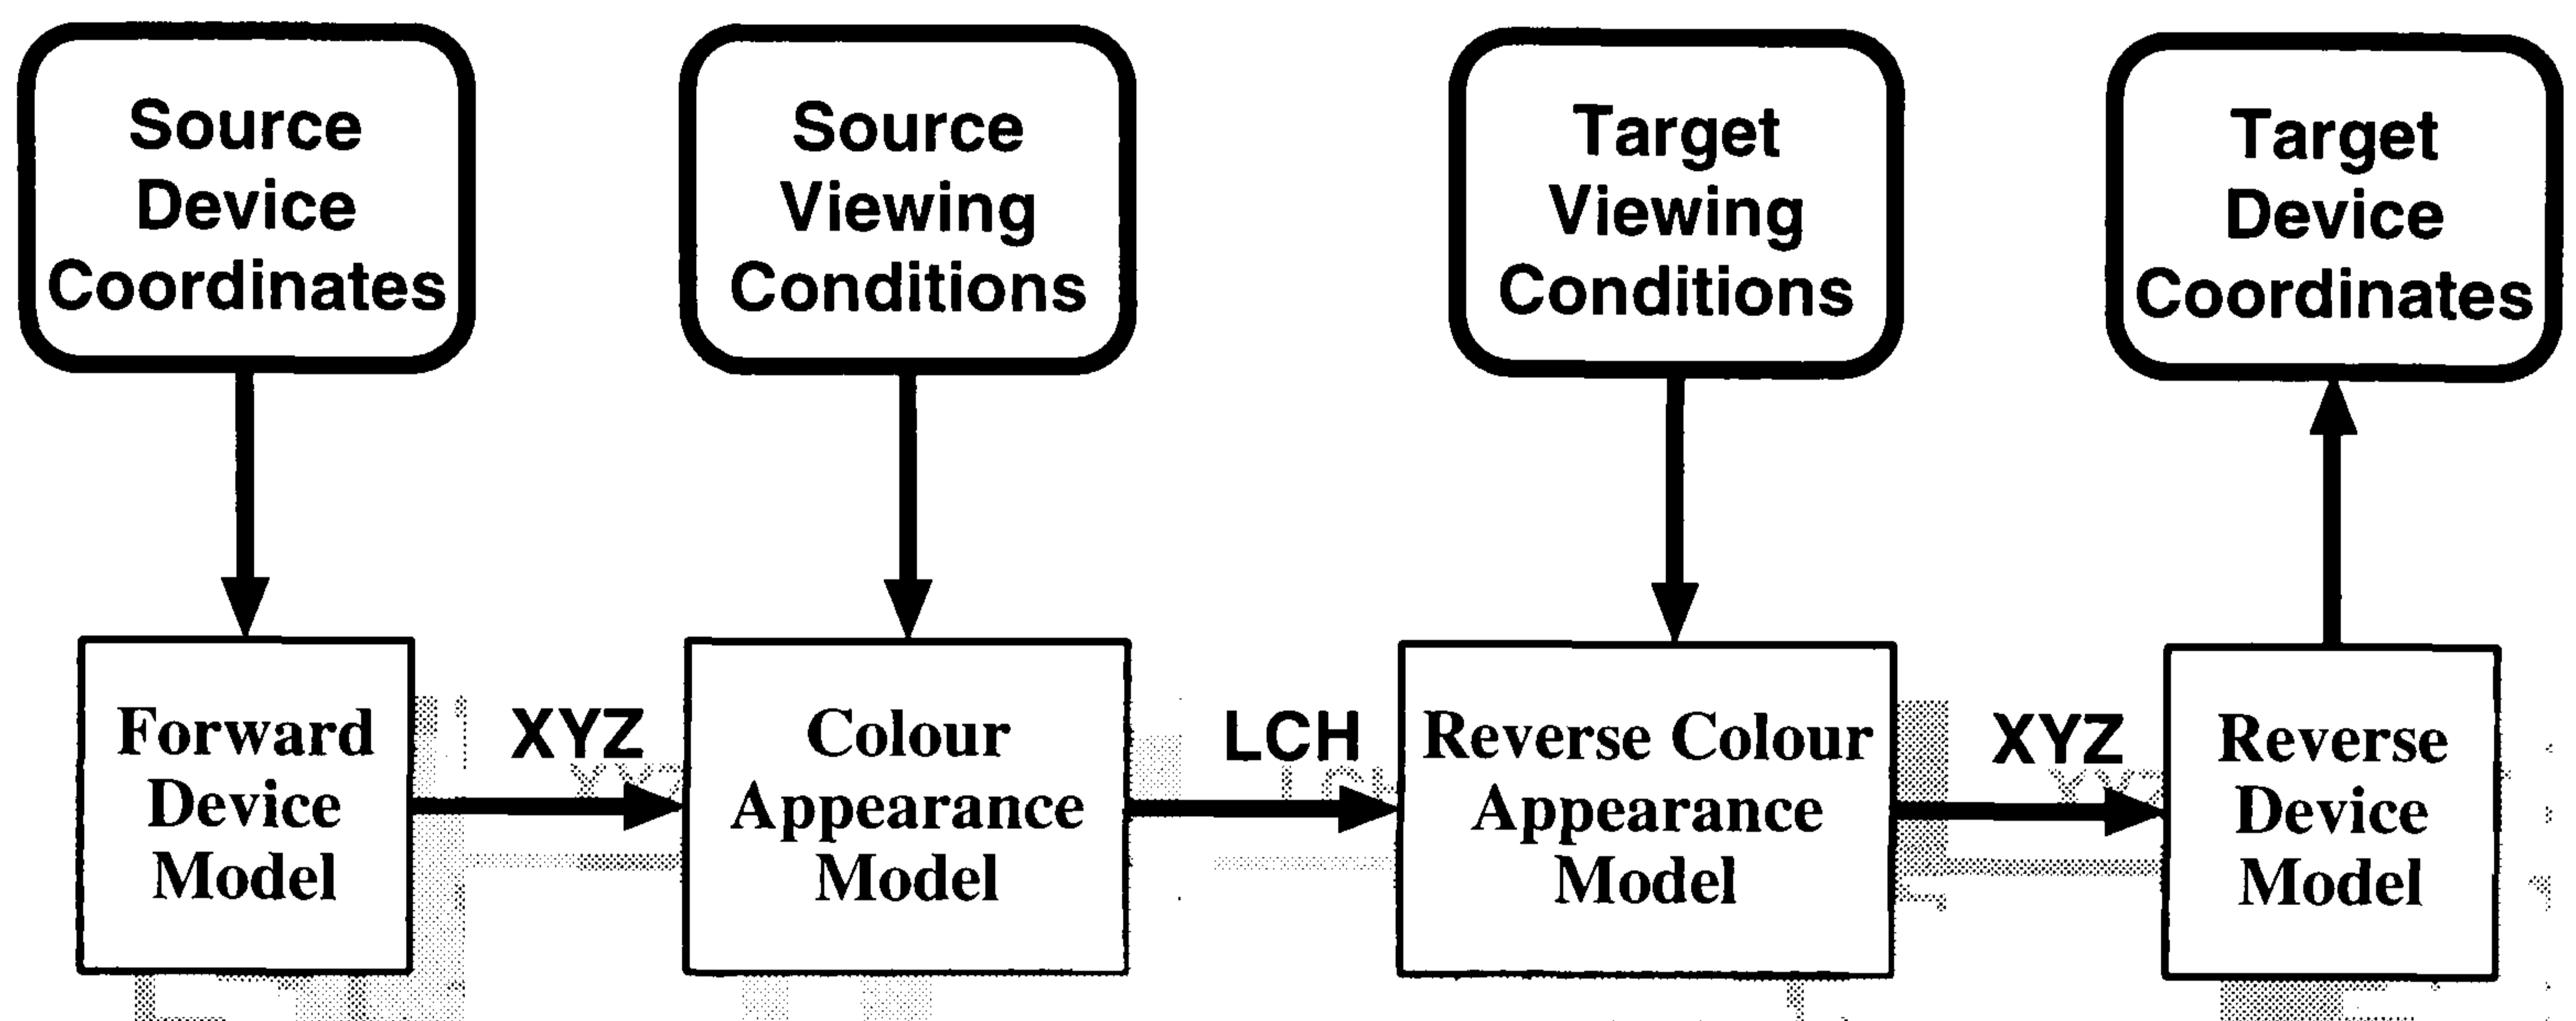 Source
Device
Coordinates
Source
Viewing
Conditions
Target
Viewing
Conditions
Target
Device
Coordinates
Forward
Device
Model
XYZ
Colour
Appearance
Model
LCH
Reverse Colour
Appearance
Model
XYZ
Reverse
Device
Model